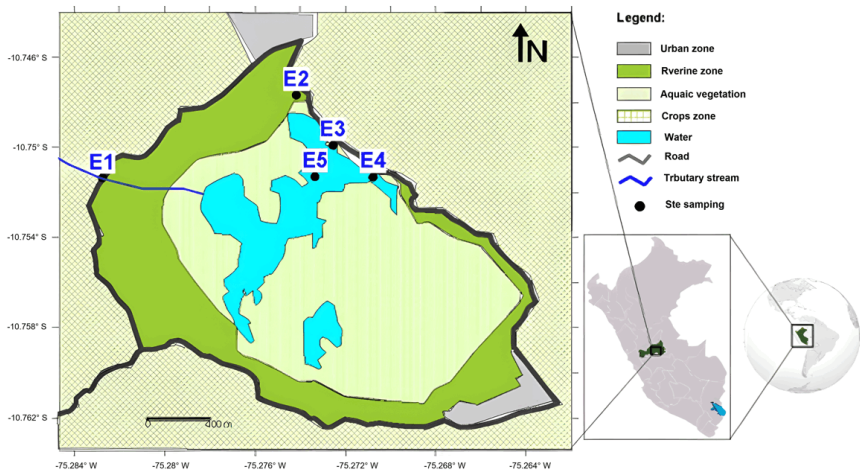 Legend:
Urban zone
Rverine zone
Aquaic vegetation
Crops zone
Water
Road
Trbutary stream
Ste sampling
N
E2
E3
E1
E5
E4
-10.746° S
-10.75° S
-10.754° S
-10.758° S
-10.762° S
0 400 m
-75.284° W -75.28° W -75.276° W -75.272° W -75.268° W -75.264° W